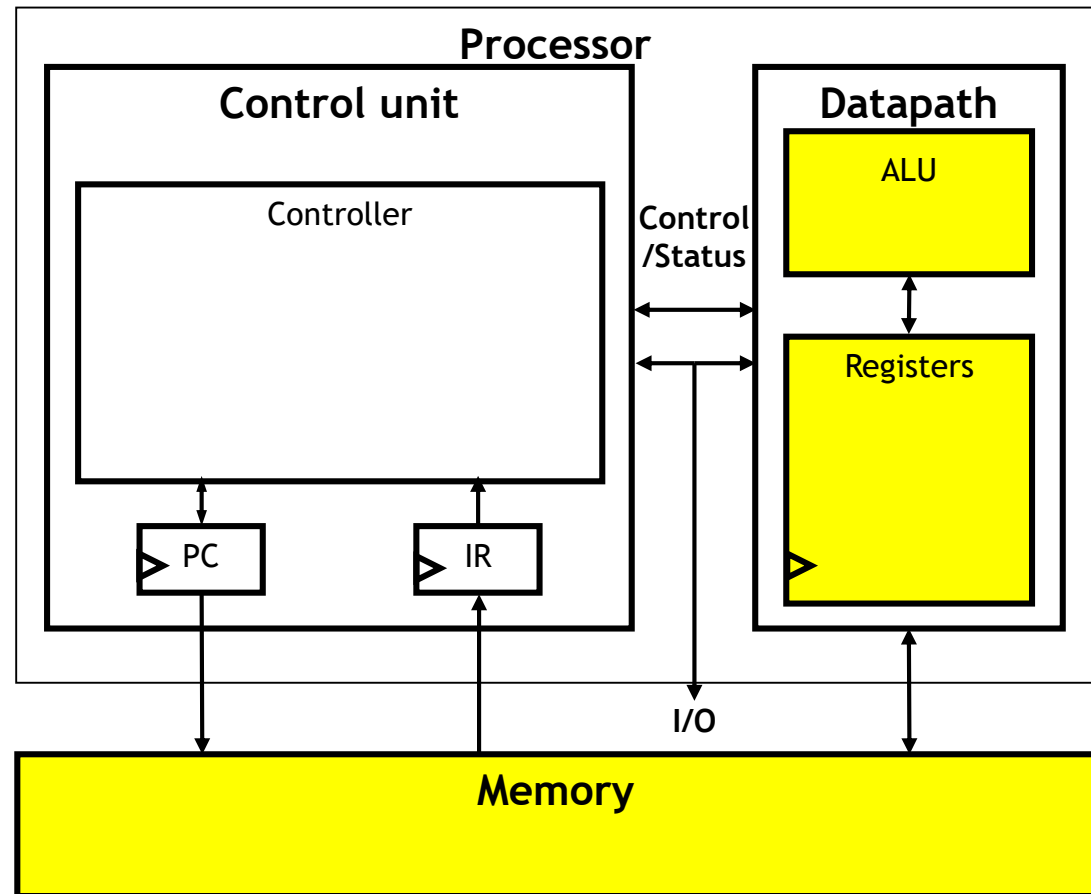 Processor
Control unit
Datapath
ALU
Controller
Control
/Status
Registers
PC
IR
I/O
Memory